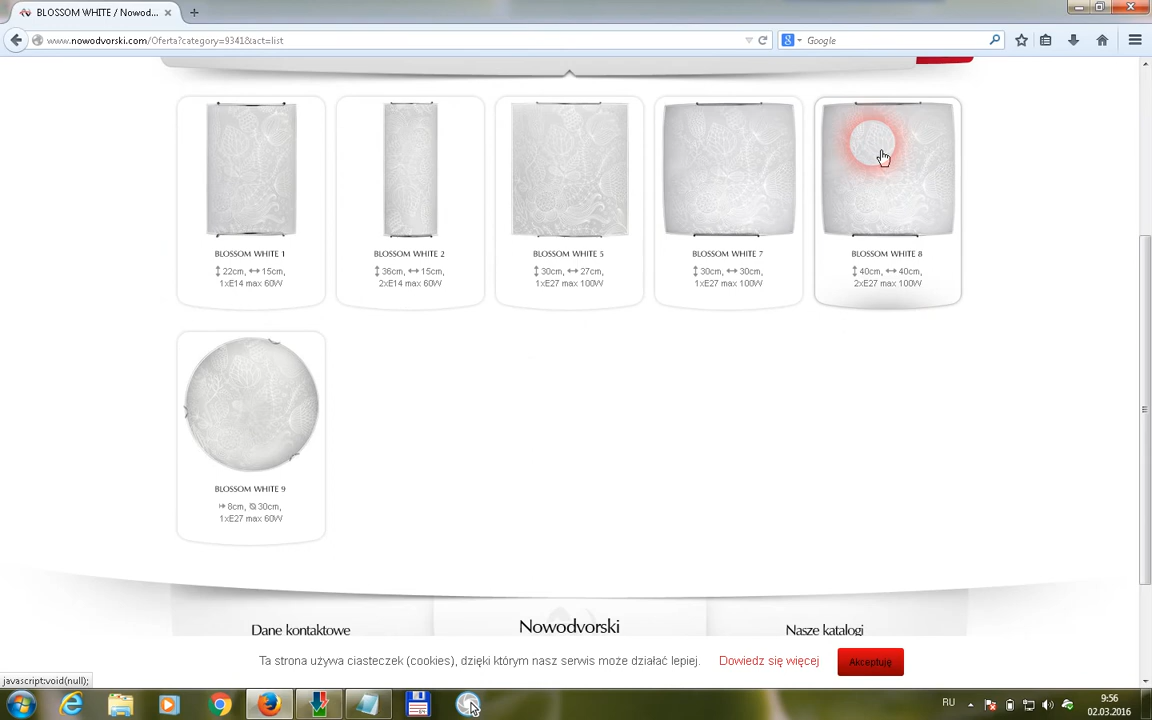 BLOSSOM WHITE / Nowod...
www.nowodvorski.com/Oferta?category=9341&act=list
Google
BLOSSOM WHITE 1
22cm, 15cm,
1xE14 max 60W
BLOSSOM WHITE 2
36cm, 15cm,
2xE14 max 60W
BLOSSOM WHITE 5
30cm, 27cm,
1xE27 max 100W
BLOSSOM WHITE 7
30cm, 30cm,
1xE27 max 100W
BLOSSOM WHITE 8
40cm, 40cm,
2xE27 max 100W
BLOSSOM WHITE 9
8cm, 30cm,
1xE27 max 60W
Dane kontaktowe
Nowodvorski
Nasze katalogi
Ta strona używa ciasteczek (cookies), dzięki którym nasz serwis może działać lepiej. Dowiedz się więcej Akceptuję
javascript:void(null);
RU
9:56
02.03.2016